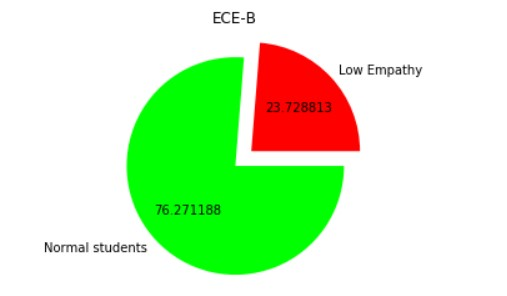 ECE-B
Low Empathy
23.728813
76.271188
Normal students